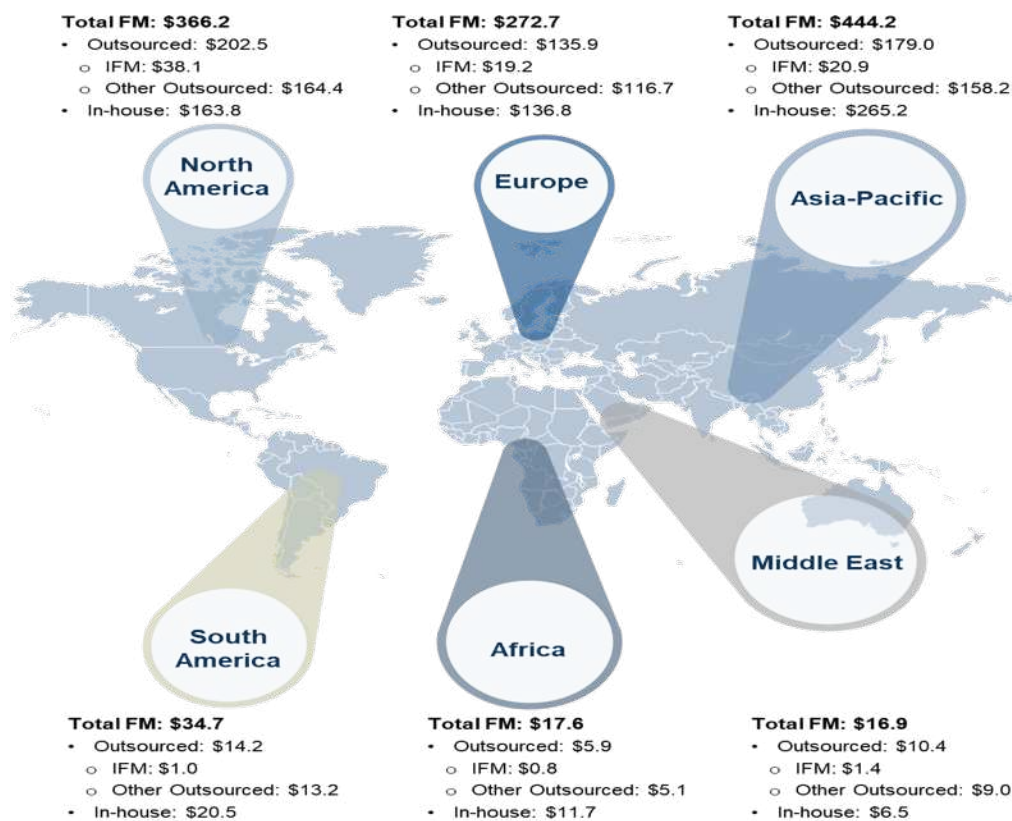 Total FM: $366.2
• Outsourced: $202.5
o IFM: $38.1
o Other Outsourced: $164.4
• In-house: $163.8
Total FM: $272.7
• Outsourced: $135.9
o IFM: $19.2
o Other Outsourced: $116.7
• In-house: $136.8
Total FM: $444.2
• Outsourced: $179.0
o IFM: $20.9
o Other Outsourced: $158.2
• In-house: $265.2
North
America
Europe
Asia-Pacific
South
America
Africa
Middle East
Total FM: $34.7
• Outsourced: $14.2
o IFM: $1.0
o Other Outsourced: $13.2
• In-house: $20.5
Total FM: $17.6
• Outsourced: $5.9
o IFM: $0.8
o Other Outsourced: $5.1
• In-house: $11.7
Total FM: $16.9
• Outsourced: $10.4
o IFM: $1.4
o Other Outsourced: $9.0
• In-house: $6.5